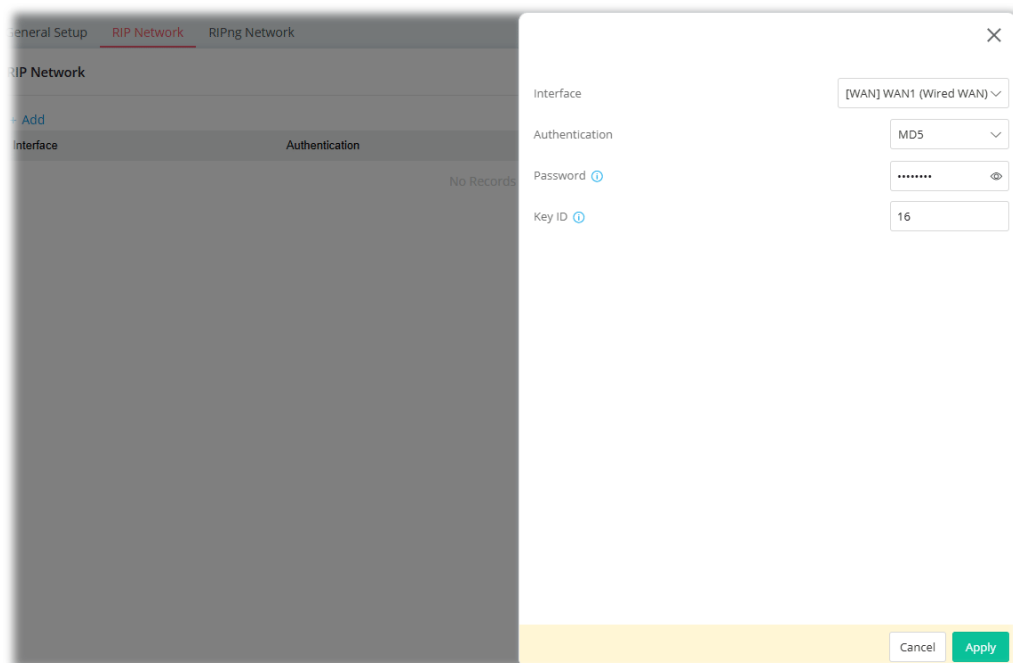 General Setup RIP Network RIPng Network
RIP Network
+ Add
Interface Authentication
No Records
Interface [WAN] WAN1 (Wired WAN)
Authentication MD5
Password ••••••••
Key ID 16
Cancel Apply